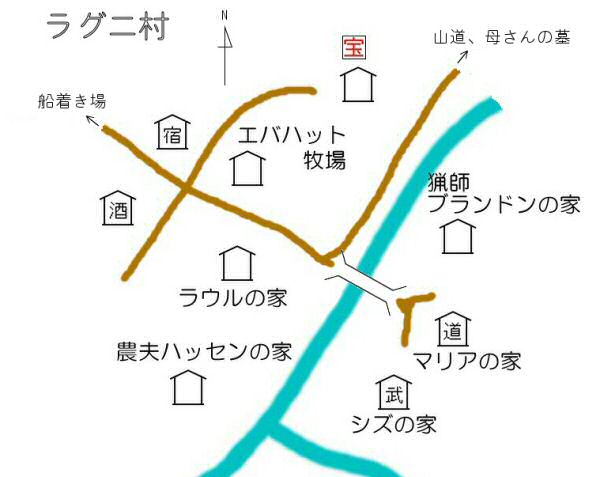 ラグニ村
N
宝
山道、母さんの墓
船着き場
宿
エバハット
牧場
猟師
ブランドンの家
酒
ラウルの家
道
マリアの家
農夫ハッセンの家
武
シズの家